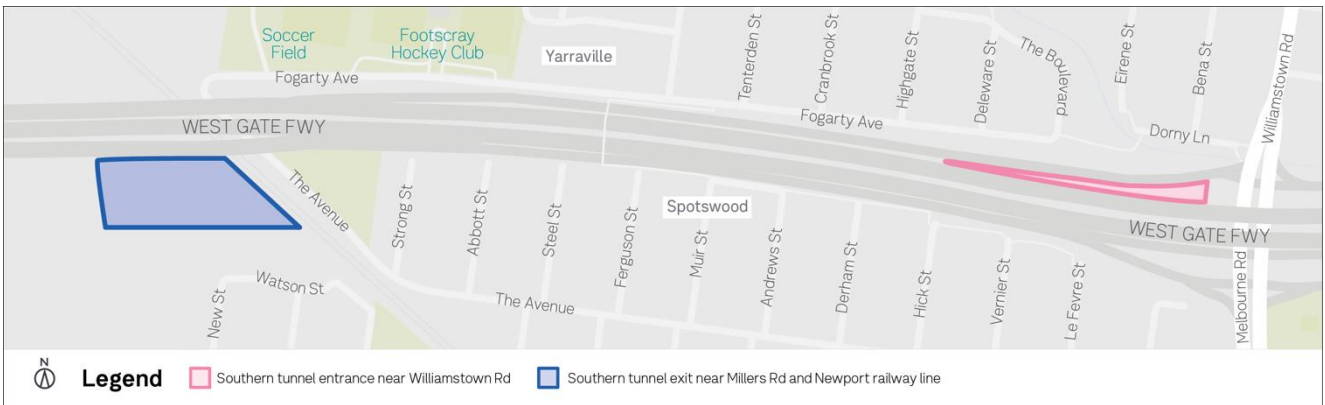 Soccer
Field
Footscray
Hockey Club
Yarraville
Fogarty Ave
Tenterden St
Cranbrook St
Highgate St
Deleware St
The Boulevard
Eirene St
Bena St
Williamstown Rd
WEST GATE FWY
Fogarty Ave
Dorny Ln
The Avenue
Strong St
Abbott St
Steel St
Ferguson St
Spotswood
Muir St
Andrews St
Derham St
Hick St
Vernier St
Le Fevre St
WEST GATE FWY
Melbourne Rd
Watson St
New St
The Avenue
N
Legend
Southern tunnel entrance near Williamstown Rd
Southern tunnel exit near Millers Rd and Newport railway line